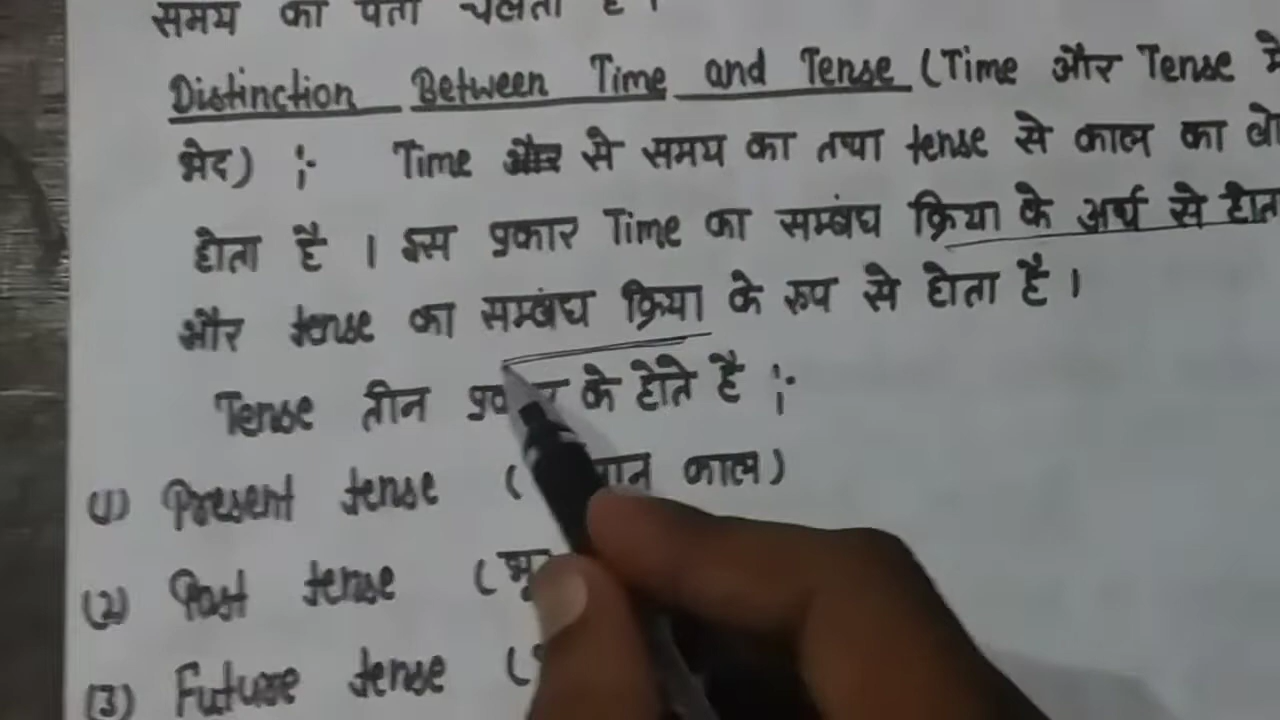 समय का पता चलता है ।
Distinction Between Time and Tense (Time और Tense मे
भेद) :- Time से समय का तथा tense से काल का
होता है । इस प्रकार Time का सम्बंध क्रिया के अर्थ से
और tense का सम्बंध क्रिया के रुप से होता है ।
Tense तीन के होते है :-
(1) Present tense ( काल)
(2) Past tense (
(3) Future tense (